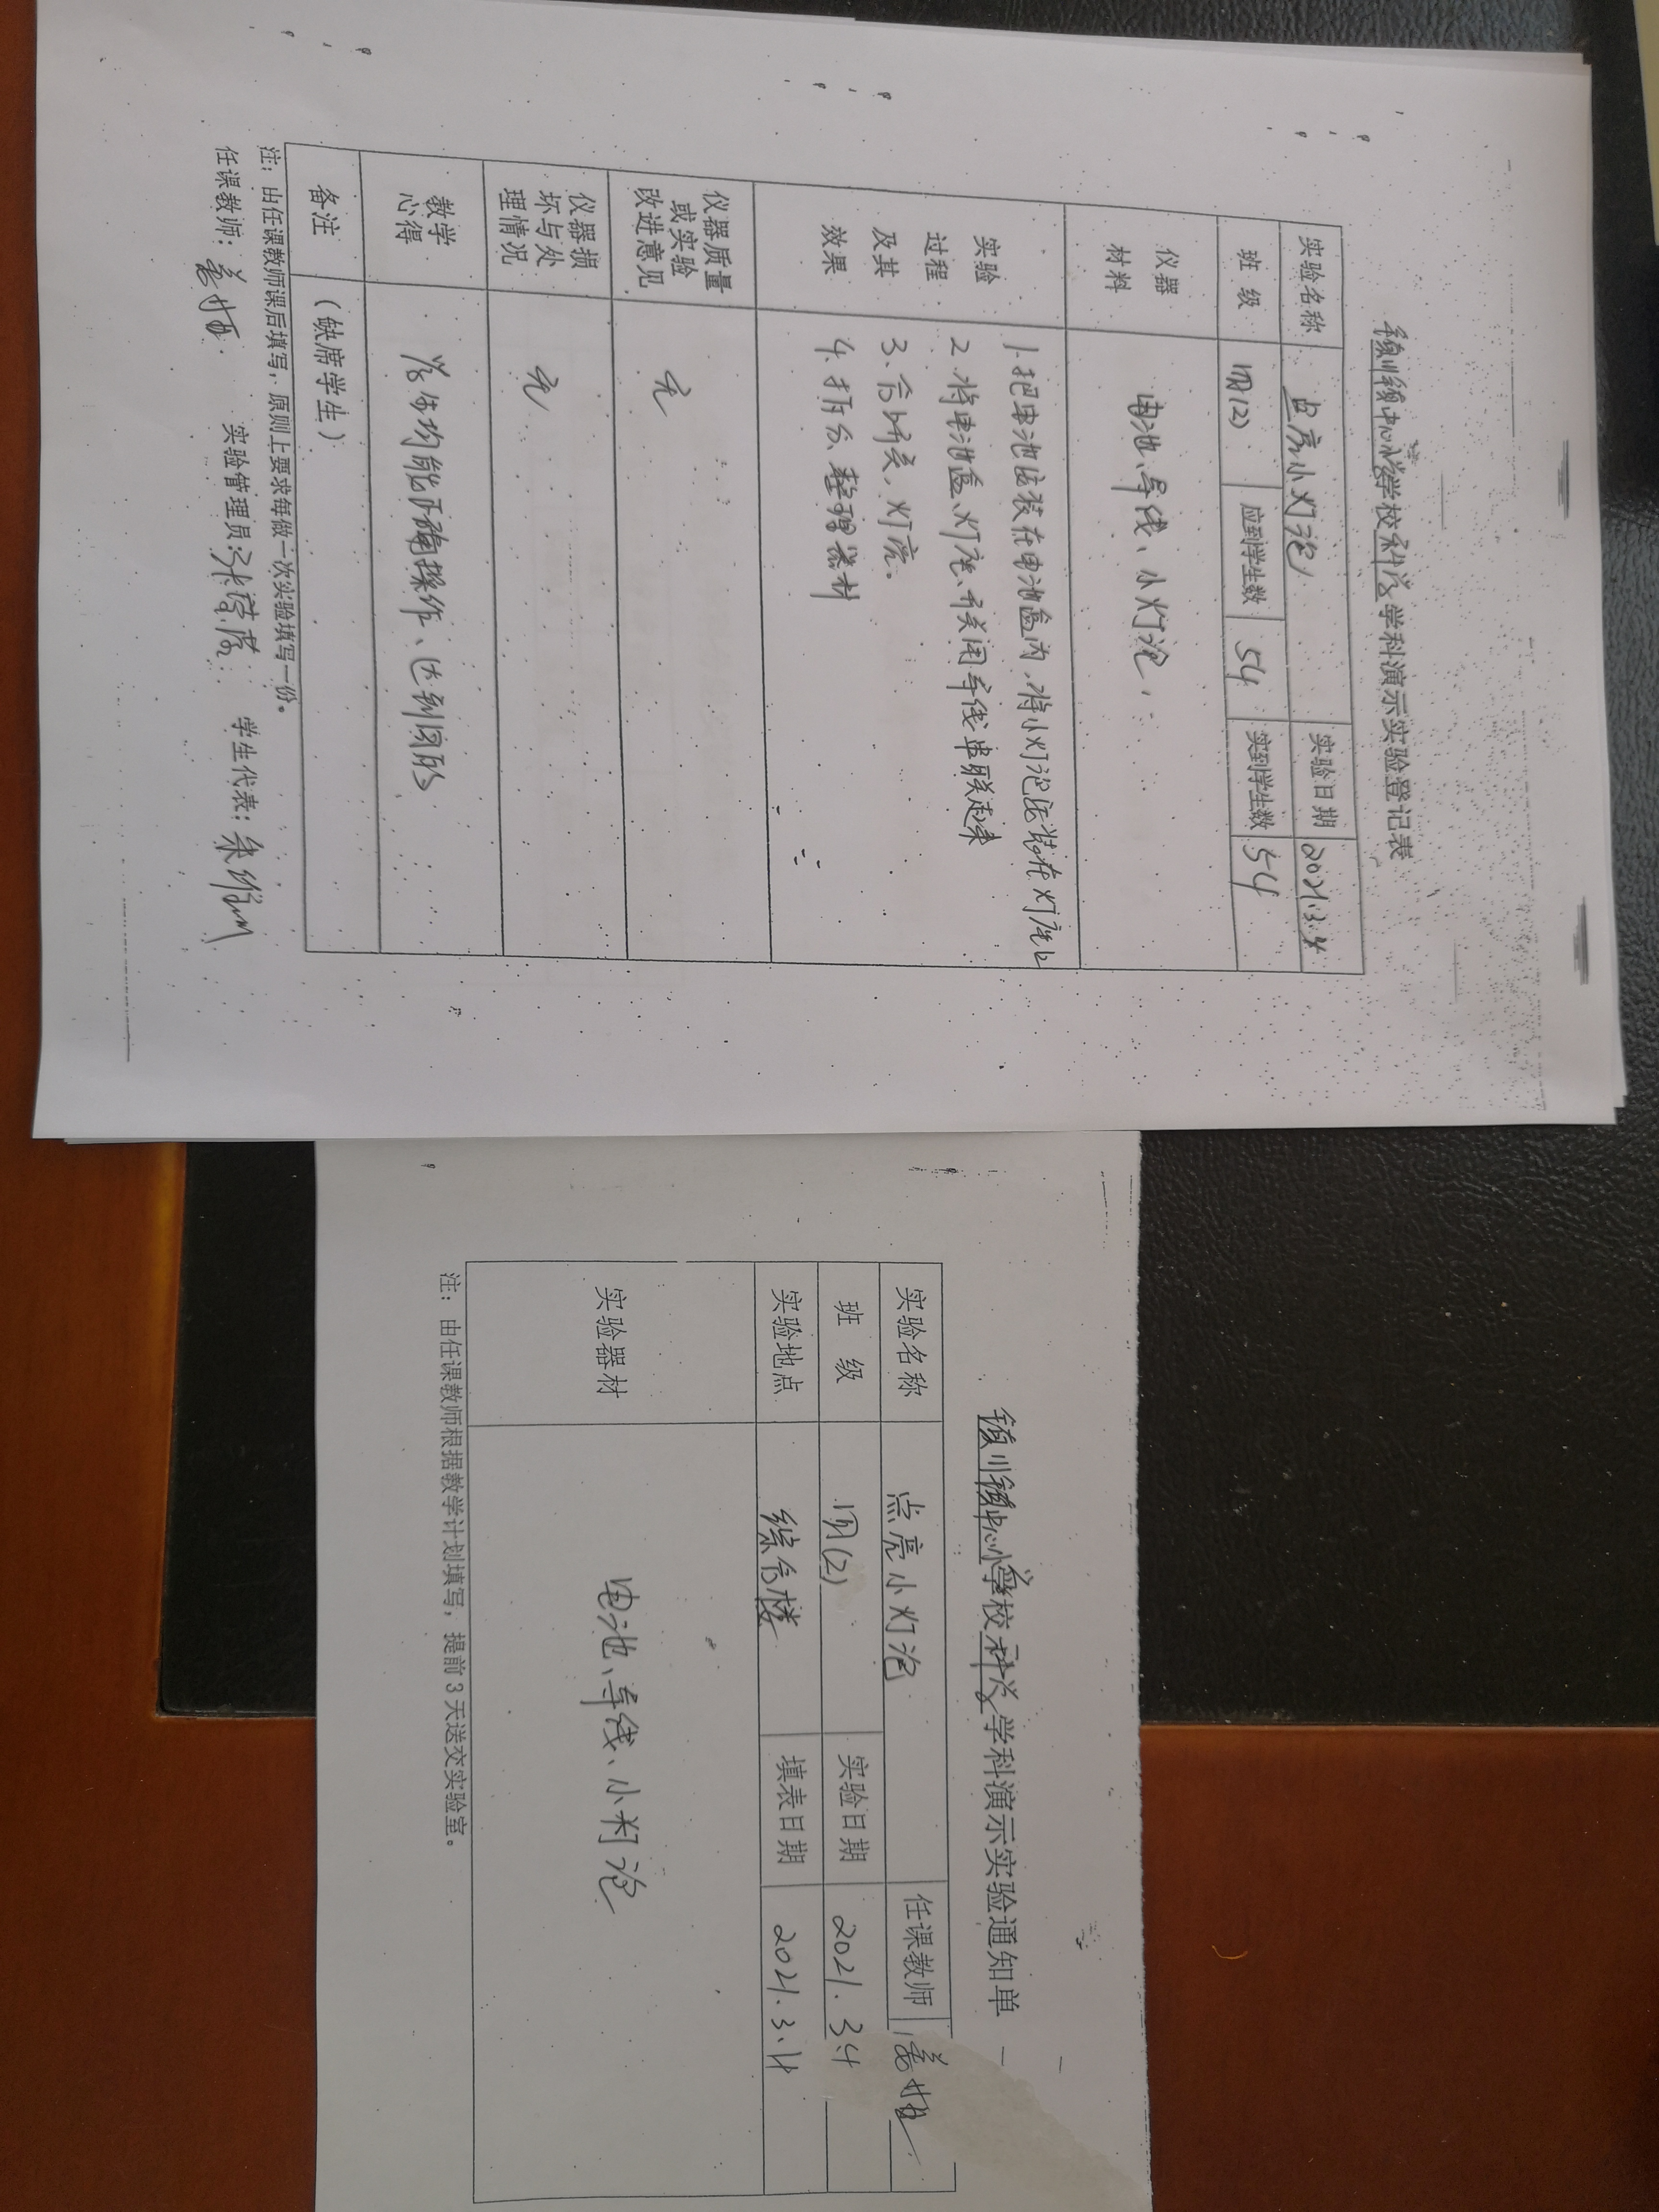 镇中心小学校科学学科演示实验登记表
实验名称 点亮小灯泡 实验日期 2021.3.4
班 级 四(2) 应到学生数 54 实到学生数 54
仪器材料 电池、导线、小灯泡
实验过程及其效果
1.把电池安装在电池盒内,将小灯泡安装在灯座上
2.将电池盒、灯座、开关用导线串联起来
3.合上开关,灯亮。
4.拆分、整理器材
仪器质量或实验改进意见 无
仪器损坏与处理情况 无
教学心得 学生均能正确操作、达到目的
备注 (缺席学生)
注:由任课教师课后填写,原则上要求每做一次实验填写一份。
任课教师: 实验管理员: 学生代表:
镇中心小学校科学学科演示实验通知单
实验名称 点亮小灯泡 任课教师
班 级 四(2) 实验日期 2021.3.4
实验地点 综合楼 填表日期 2021.3.4
实验器材 电池、导线、小灯泡
注:由任课教师根据教学计划填写,提前3天送交实验室。